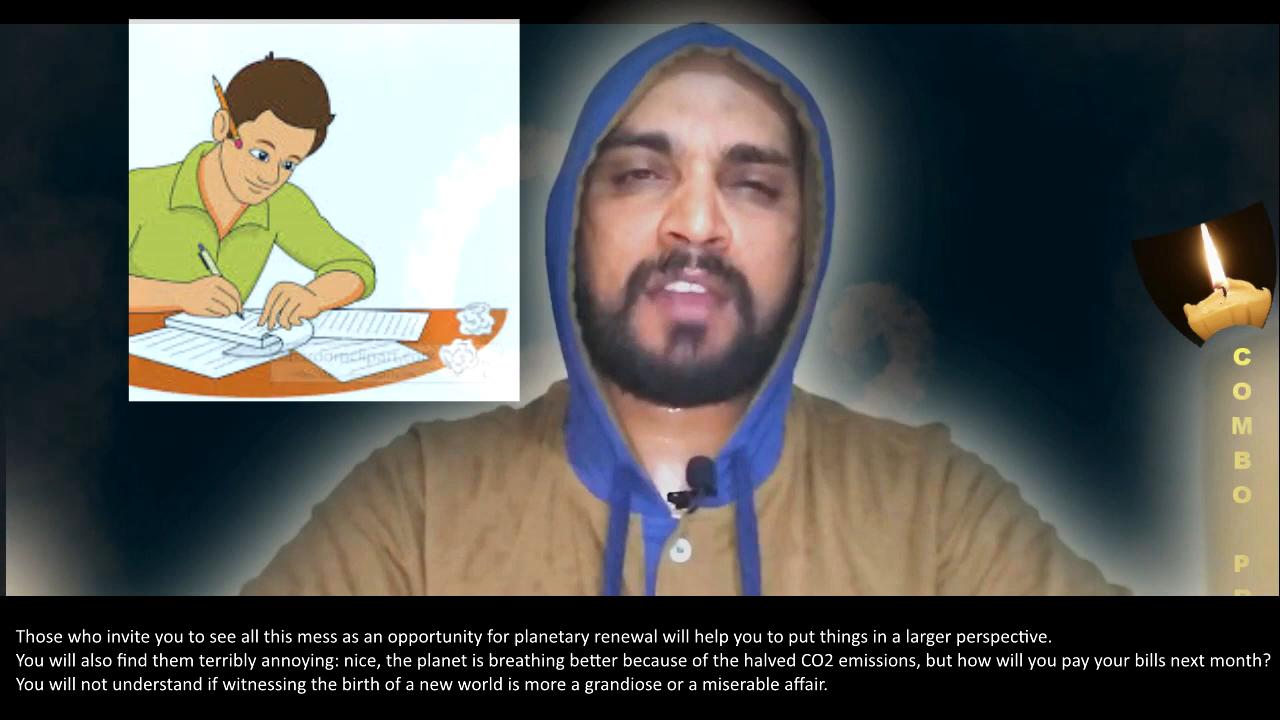 C
O
M
B
O
P
Those who invite you to see all this mess as an opportunity for planetary renewal will help you to put things in a larger perspective.
You will also find them terribly annoying: nice, the planet is breathing better because of the halved CO2 emissions, but how will you pay your bills next month?
You will not understand if witnessing the birth of a new world is more a grandiose or a miserable affair.